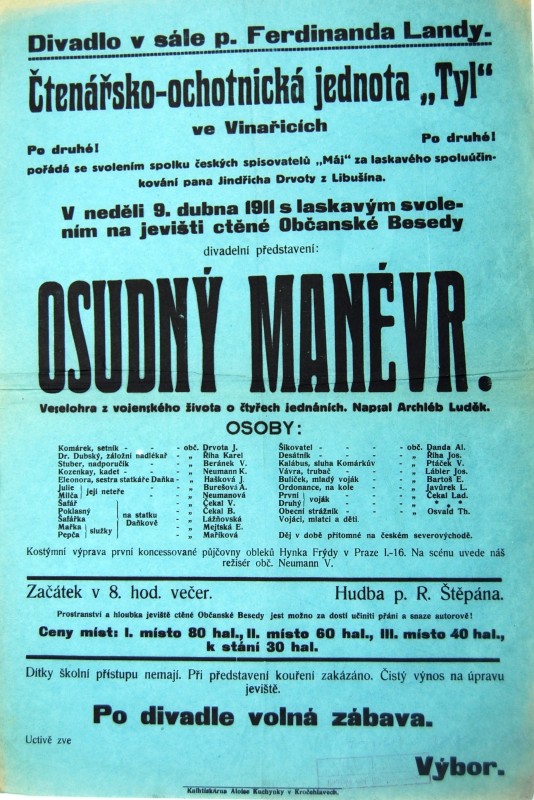 Divadlo v sále p. Ferdinanda Landy.
Čtenářsko-ochotnická jednota „Tyl“
ve Vinařicích
Po druhé!
Po druhé!
pořádá se svolením spolku českých spisovatelů „Máj“ za laskavého spoluúčin-
kování pana Jindřicha Drvoty z Libušína.
V neděli 9. dubna 1911 s laskavým svole-
ním na jevišti ctěné Občanské Besedy
divadelní představení:
OSUDNÝ MANÉVR.
Veselohra z vojenského života o čtyřech jednáních. Napsal Archléb Luděk.
OSOBY:
Komárek, setník - - - - obč. Drvota J.
Dr. Dubský, záložní nadlékař - „ Říha Karel
Stuber, nadporučík - - - „ Beránek V.
Kozenkay, kadet - - - - „ Neumann K.
Eleonora, sestra statkáře Daňka - „ Hašková J.
Julie } její neteře - - - „ Burešová A.
Milča „ Neumanová
Šafář - „ Čekal V.
Poklasný - „ Čekal B.
Šafářka } na statku Daňkově - „ Lážňovská
Mařka } služky - „ Mejtská E.
Pepča - „ Maříková
Šikovatel - - - - obč. Danda Al.
Desátník - - - - „ Říha Jos.
Kalábus, sluha Komárkův - „ Ptáček V.
Vávra, trubač - - - „ Lábler Jos.
Bulíček, mladý voják - - „ Bartoš E.
Ordonance, na kole - - „ Javůrek L.
První } voják - - - - „ Čekal Lad.
Druhý - - - - „ * * *
Obecní strážník - - - „ Osvald Th.
Vojáci, mlatci a děti.
Děj v době přítomné na českém severovýchodě.
Kostýmní výprava první koncessované půjčovny obleků Hynka Frýdy v Praze I.-16. Na scénu uvede náš
režisér obč. Neumann V.
Začátek v 8. hod. večer. Hudba p. R. Štěpána.
Prostranství a hloubka jeviště ctěné Občanské Besedy jest možno za dosti učiniti přání a snaze autorově!
Ceny míst: I. místo 80 hal., II. místo 60 hal., III. místo 40 hal.,
k stání 30 hal.
Dítky školní přístupu nemají. Při představení kouření zakázáno. Čistý výnos na úpravu
jeviště.
Po divadle volná zábava.
Uctivě zve
Výbor.
Knihtiskárna Aloise Kuchynky v Kročehlavech.